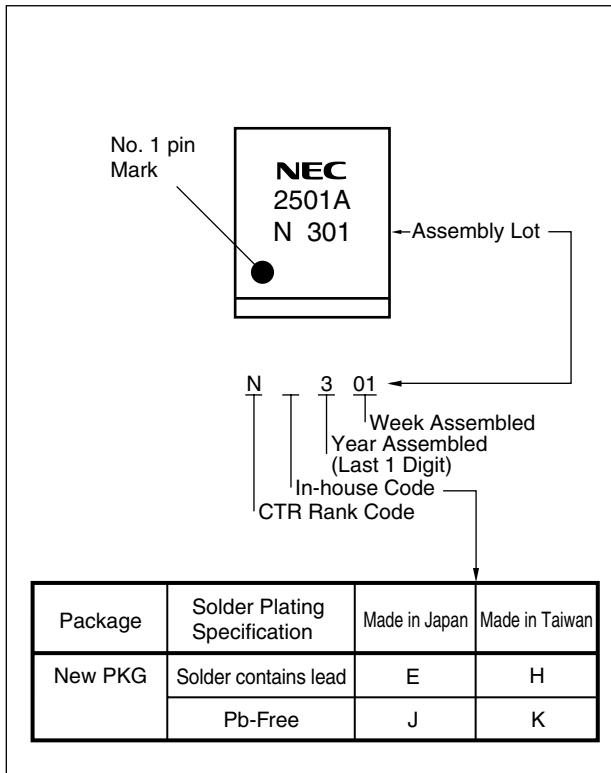 No. 1 pin
Mark
NEC
2501A
N 301
Assembly Lot
N 3 01
Week Assembled
Year Assembled
(Last 1 Digit)
In-house Code
CTR Rank Code
Package Solder Plating Specification Made in Japan Made in Taiwan
New PKG Solder contains lead E H
Pb-Free J K